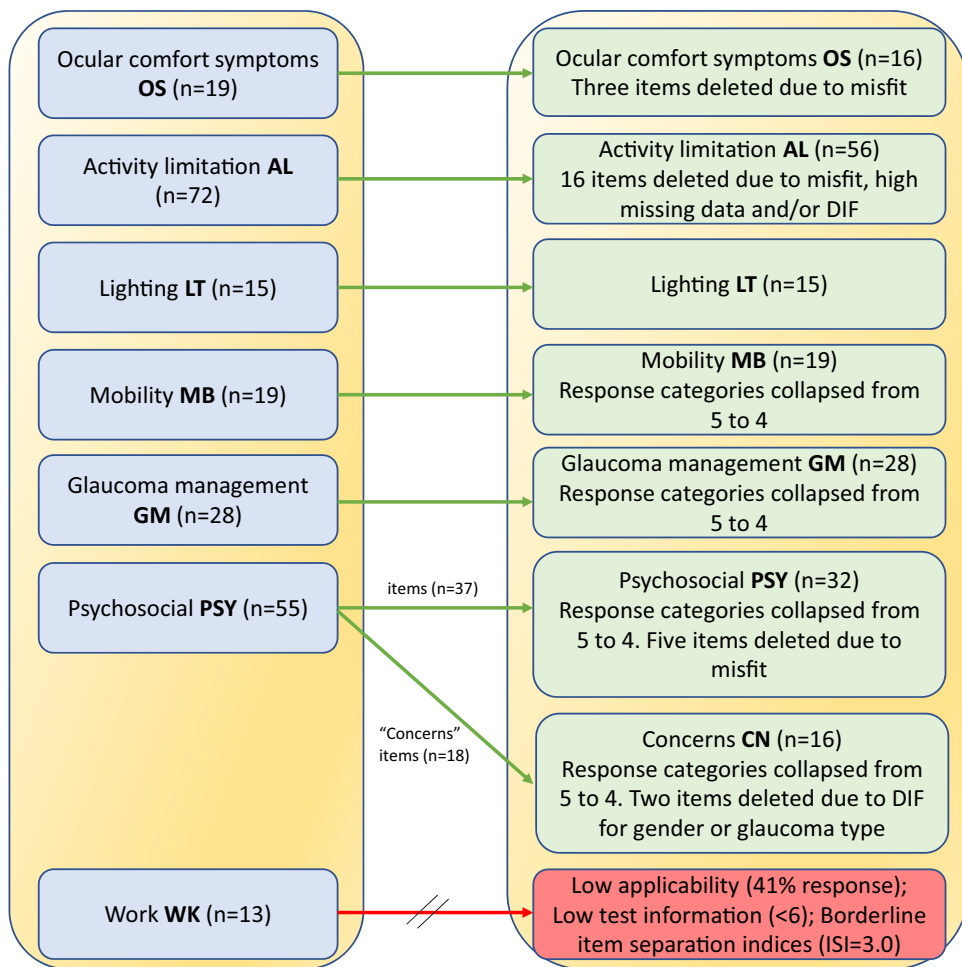 Ocular comfort symptoms
OS (n=19)
Ocular comfort symptoms OS (n=16)
Three items deleted due to misfit
Activity limitation AL
(n=72)
Activity limitation AL (n=56)
16 items deleted due to misfit, high
missing data and/or DIF
Lighting LT (n=15)
Lighting LT (n=15)
Mobility MB (n=19)
Mobility MB (n=19)
Response categories collapsed from
5 to 4
Glaucoma management
GM (n=28)
Glaucoma management GM (n=28)
Response categories collapsed from
5 to 4
Psychosocial PSY (n=55)
items (n=37)
Psychosocial PSY (n=32)
Response categories collapsed from
5 to 4. Five items deleted due to
misfit
“Concerns”
items (n=18)
Concerns CN (n=16)
Response categories collapsed from
5 to 4. Two items deleted due to DIF
for gender or glaucoma type
Work WK (n=13)
Low applicability (41% response);
Low test information (<6); Borderline
item separation indices (ISI=3.0)